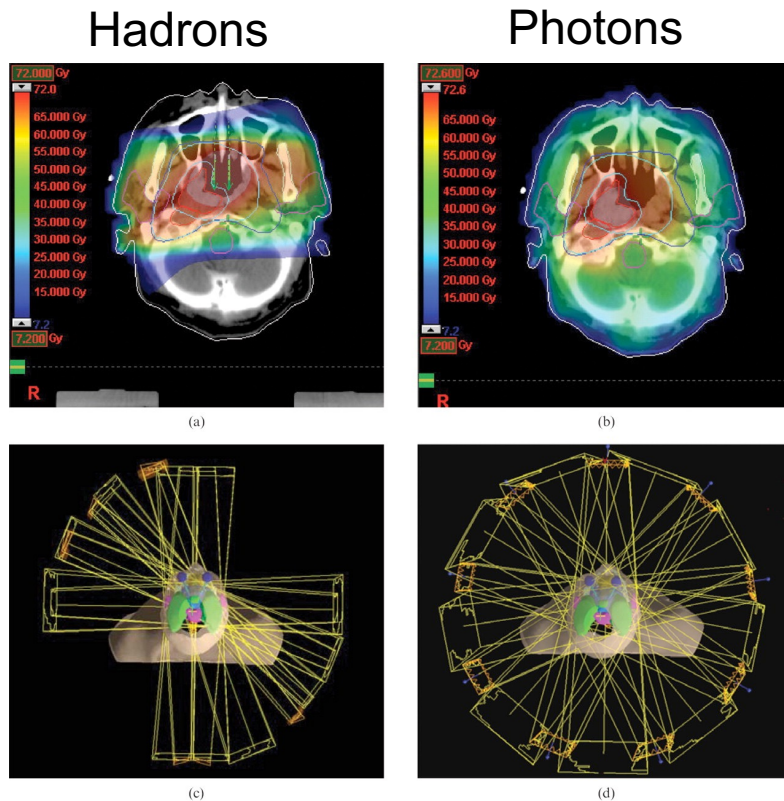 Hadrons
Photons
72.000 Gy
72.0
65.000 Gy
60.000 Gy
55.000 Gy
50.000 Gy
45.000 Gy
40.000 Gy
35.000 Gy
30.000 Gy
25.000 Gy
20.000 Gy
15.000 Gy
7.2
7.200 Gy
R
(a)
72.600 Gy
72.6
65.000 Gy
60.000 Gy
55.000 Gy
50.000 Gy
45.000 Gy
40.000 Gy
35.000 Gy
30.000 Gy
25.000 Gy
20.000 Gy
15.000 Gy
7.2
7.200 Gy
R
(b)
(c)
(d)